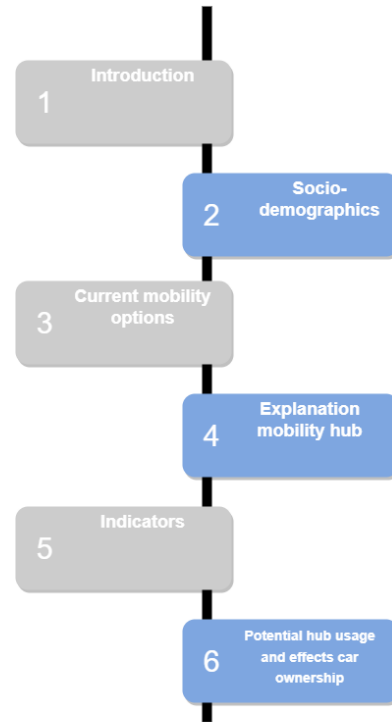 1
Introduction
2
Socio-
demographics
3
Current mobility
options
4
Explanation
mobility hub
5
Indicators
6
Potential hub usage
and effects car
ownership